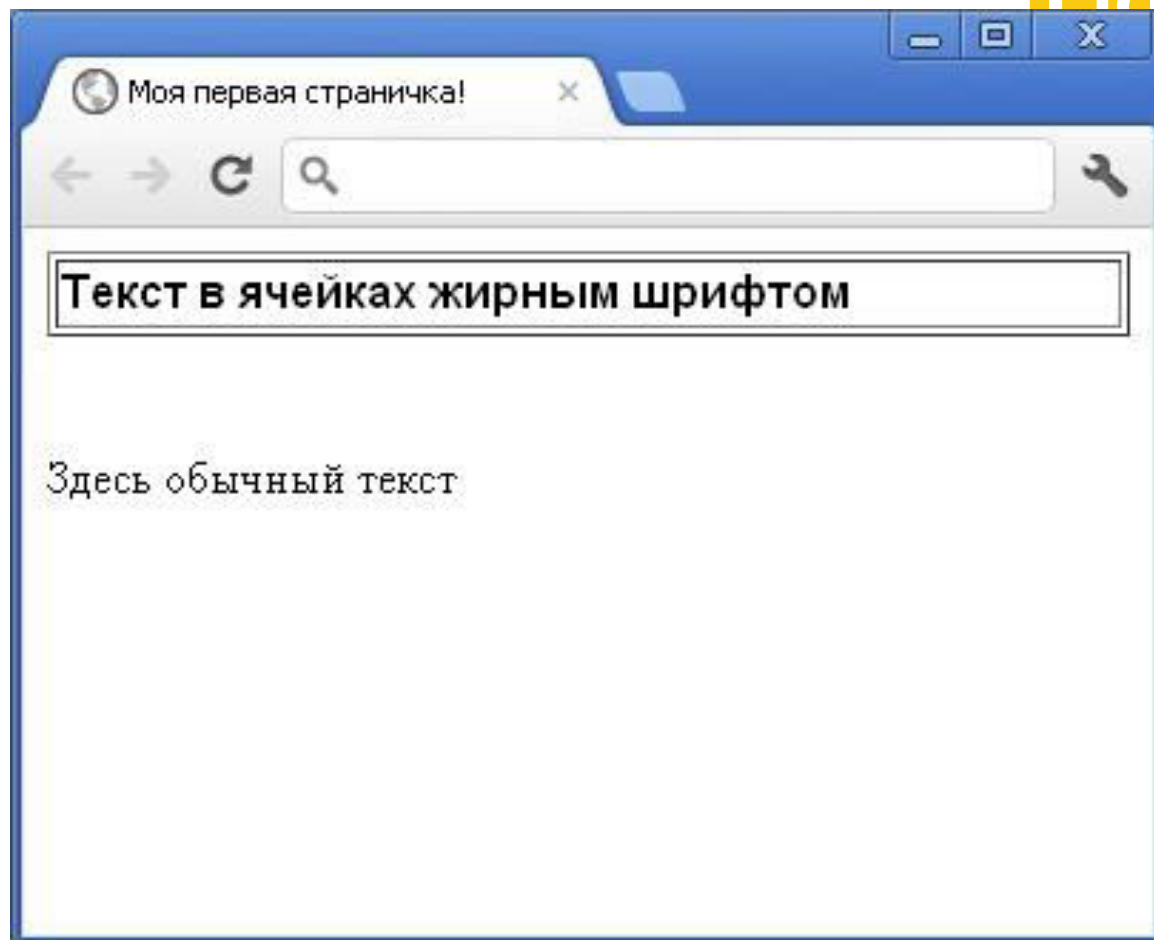 Моя первая страничка!
Текст в ячейках жирным шрифтом
Здесь обычный текст